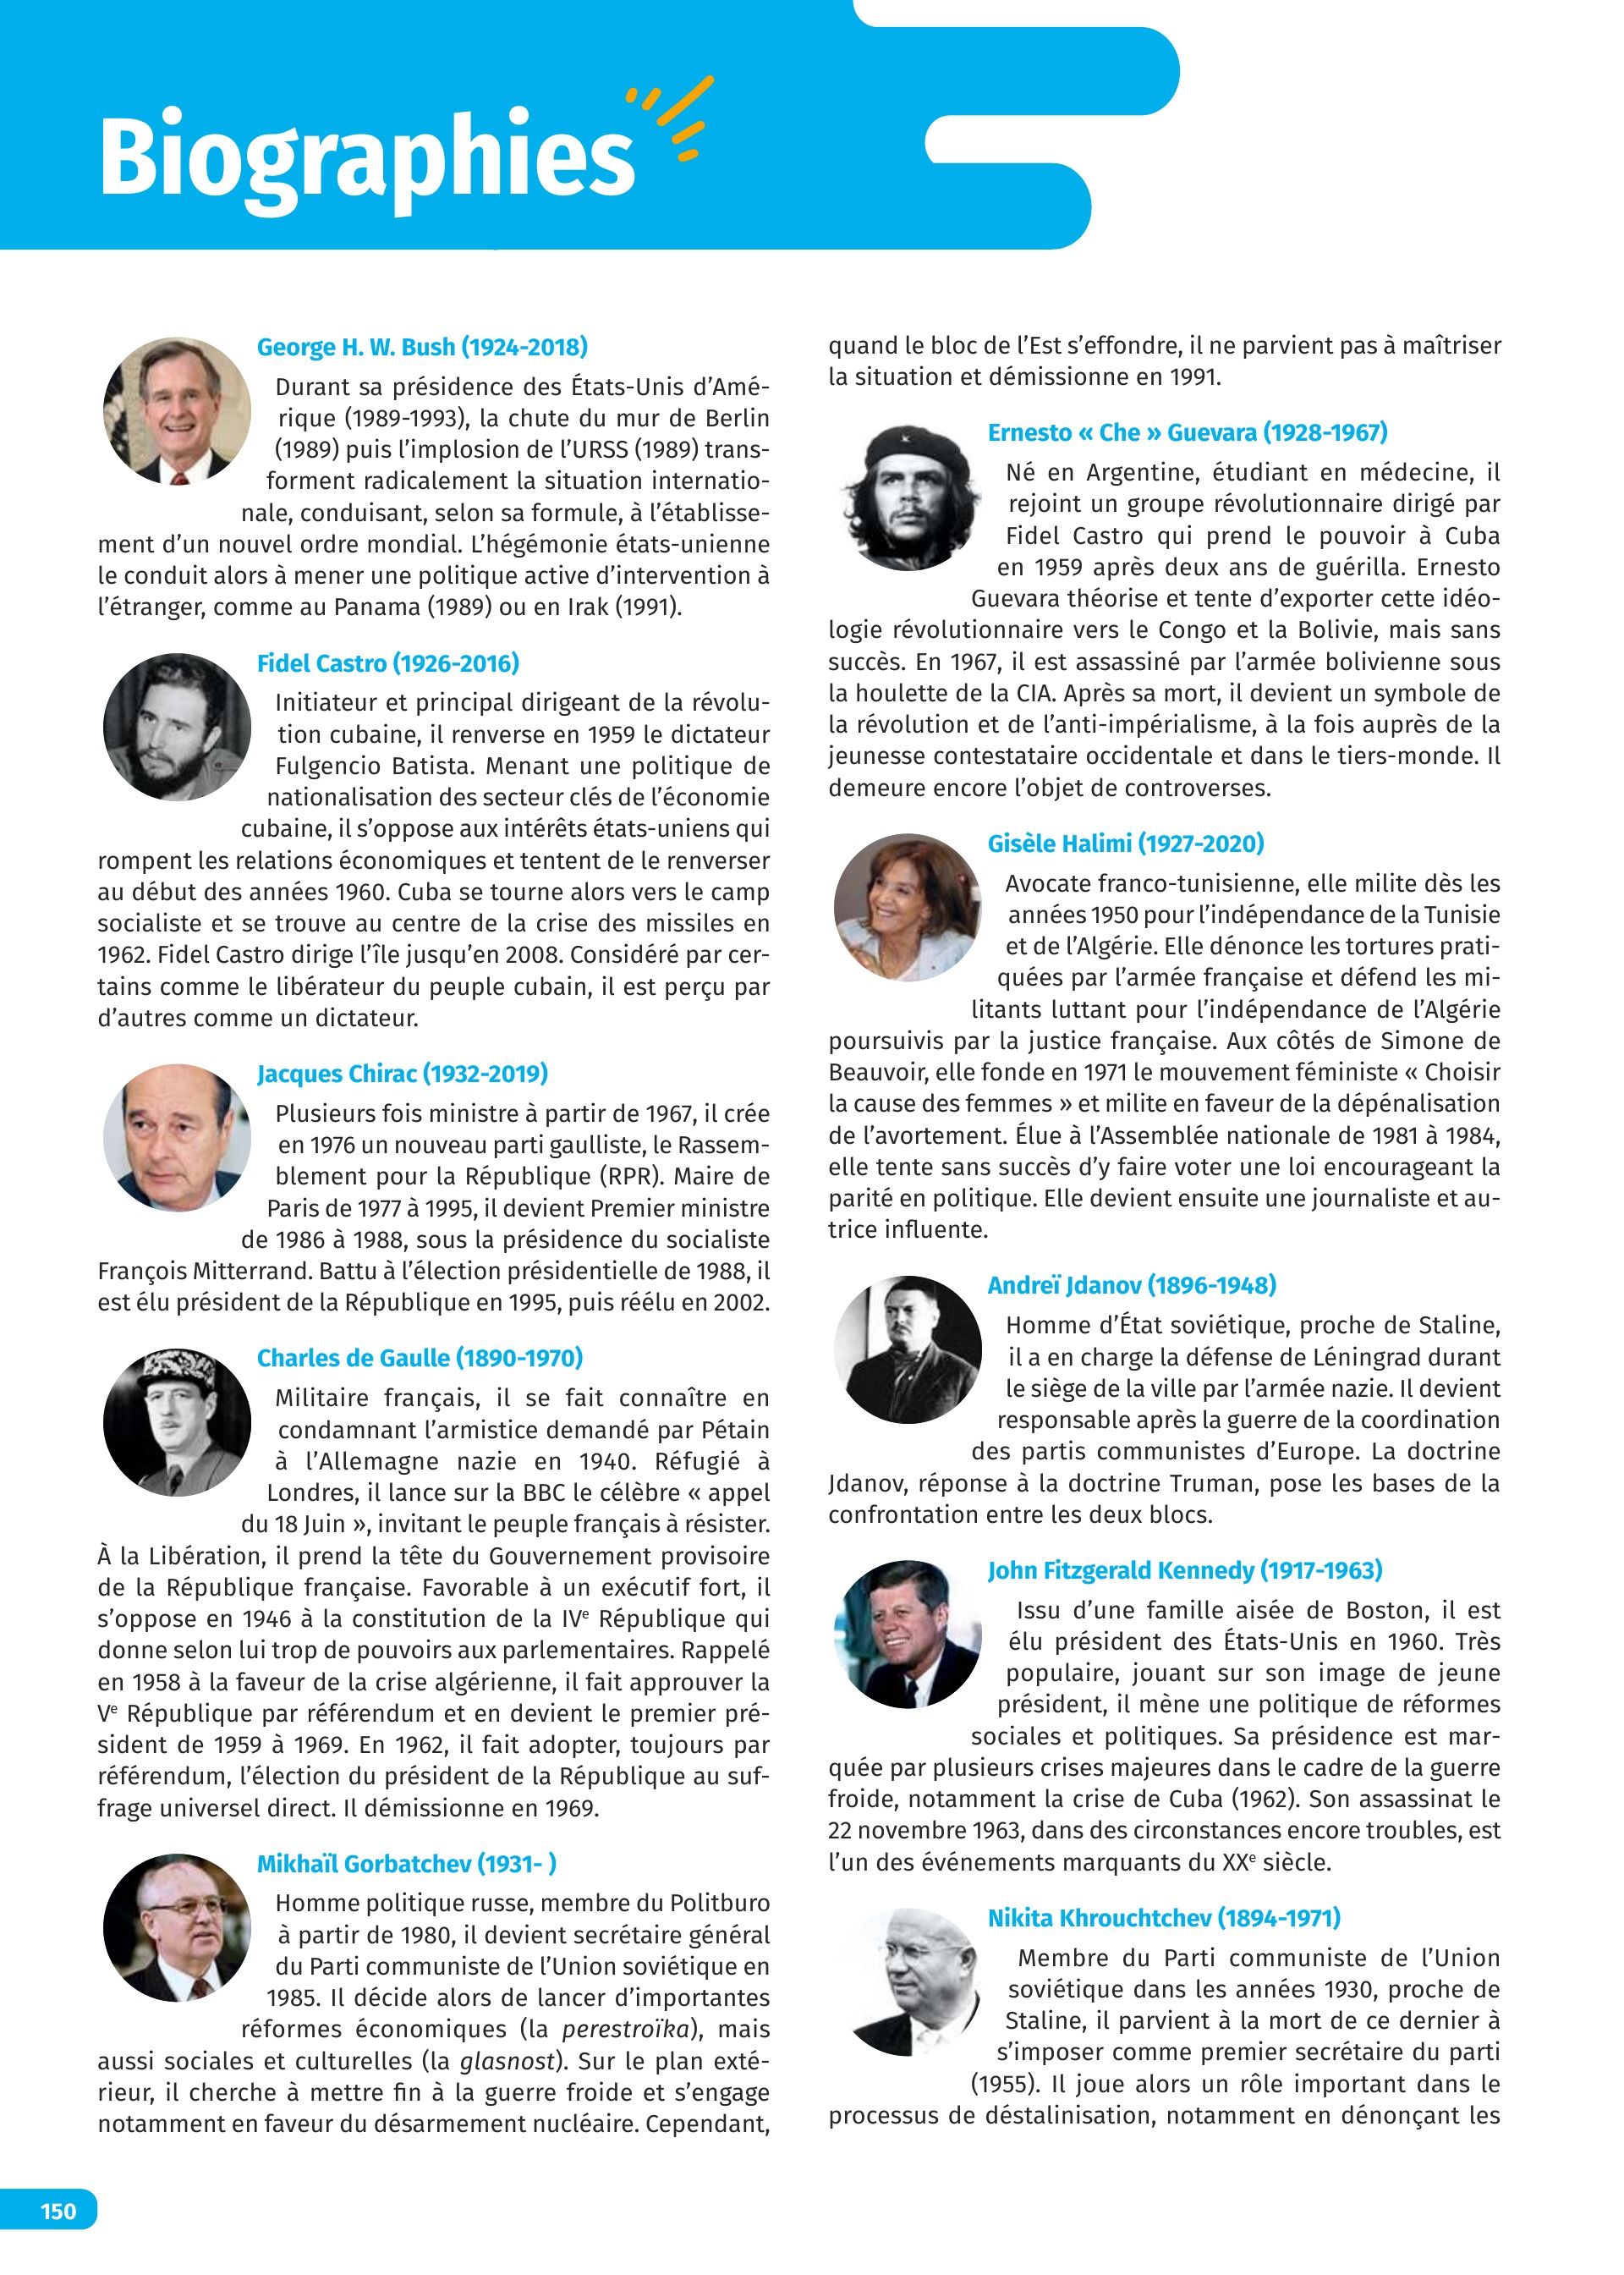 Biographies
George H. W. Bush (1924-2018)
Durant sa présidence des États-Unis d’Amé-
rique (1989-1993), la chute du mur de Berlin
(1989) puis l’implosion de l’URSS (1989) trans-
forment radicalement la situation internatio-
nale, conduisant, selon sa formule, à l’établisse-
ment d’un nouvel ordre mondial. L’hégémonie états-unienne
le conduit alors à mener une politique active d’intervention à
l’étranger, comme au Panama (1989) ou en Irak (1991).
Fidel Castro (1926-2016)
Initiateur et principal dirigeant de la révolu-
tion cubaine, il renverse en 1959 le dictateur
Fulgencio Batista. Menant une politique de
nationalisation des secteur clés de l’économie
cubaine, il s’oppose aux intérêts états-uniens qui
rompent les relations économiques et tentent de le renverser
au début des années 1960. Cuba se tourne alors vers le camp
socialiste et se trouve au centre de la crise des missiles en
1962. Fidel Castro dirige l’île jusqu’en 2008. Considéré par cer-
tains comme le libérateur du peuple cubain, il est perçu par
d’autres comme un dictateur.
Jacques Chirac (1932-2019)
Plusieurs fois ministre à partir de 1967, il crée
en 1976 un nouveau parti gaulliste, le Rassem-
blement pour la République (RPR). Maire de
Paris de 1977 à 1995, il devient Premier ministre
de 1986 à 1988, sous la présidence du socialiste
François Mitterrand. Battu à l’élection présidentielle de 1988, il
est élu président de la République en 1995, puis réélu en 2002.
Charles de Gaulle (1890-1970)
Militaire français, il se fait connaître en
condamnant l’armistice demandé par Pétain
à l’Allemagne nazie en 1940. Réfugié à
Londres, il lance sur la BBC le célèbre « appel
du 18 Juin », invitant le peuple français à résister.
À la Libération, il prend la tête du Gouvernement provisoire
de la République française. Favorable à un exécutif fort, il
s’oppose en 1946 à la constitution de la IVe République qui
donne selon lui trop de pouvoirs aux parlementaires. Rappelé
en 1958 à la faveur de la crise algérienne, il fait approuver la
Ve République par référendum et en devient le premier pré-
sident de 1959 à 1969. En 1962, il fait adopter, toujours par
référendum, l’élection du président de la République au suf-
frage universel direct. Il démissionne en 1969.
Mikhaïl Gorbatchev (1931- )
Homme politique russe, membre du Politburo
à partir de 1980, il devient secrétaire général
du Parti communiste de l’Union soviétique en
1985. Il décide alors de lancer d’importantes
réformes économiques (la perestroïka), mais
aussi sociales et culturelles (la glasnost). Sur le plan exté-
rieur, il cherche à mettre fin à la guerre froide et s’engage
notamment en faveur du désarmement nucléaire. Cependant,
quand le bloc de l’Est s’effondre, il ne parvient pas à maîtriser
la situation et démissionne en 1991.
Ernesto « Che » Guevara (1928-1967)
Né en Argentine, étudiant en médecine, il
rejoint un groupe révolutionnaire dirigé par
Fidel Castro qui prend le pouvoir à Cuba
en 1959 après deux ans de guérilla. Ernesto
Guevara théorise et tente d’exporter cette idéo-
logie révolutionnaire vers le Congo et la Bolivie, mais sans
succès. En 1967, il est assassiné par l’armée bolivienne sous
la houlette de la CIA. Après sa mort, il devient un symbole de
la révolution et de l’anti-impérialisme, à la fois auprès de la
jeunesse contestataire occidentale et dans le tiers-monde. Il
demeure encore l’objet de controverses.
Gisèle Halimi (1927-2020)
Avocate franco-tunisienne, elle milite dès les
années 1950 pour l’indépendance de la Tunisie
et de l’Algérie. Elle dénonce les tortures prati-
quées par l’armée française et défend les mi-
litants luttant pour l’indépendance de l’Algérie
poursuivis par la justice française. Aux côtés de Simone de
Beauvoir, elle fonde en 1971 le mouvement féministe « Choisir
la cause des femmes » et milite en faveur de la dépénalisation
de l’avortement. Élue à l’Assemblée nationale de 1981 à 1984,
elle tente sans succès d’y faire voter une loi encourageant la
parité en politique. Elle devient ensuite une journaliste et au-
trice influente.
Andreï Jdanov (1896-1948)
Homme d’État soviétique, proche de Staline,
il a en charge la défense de Léningrad durant
le siège de la ville par l’armée nazie. Il devient
responsable après la guerre de la coordination
des partis communistes d’Europe. La doctrine
Jdanov, réponse à la doctrine Truman, pose les bases de la
confrontation entre les deux blocs.
John Fitzgerald Kennedy (1917-1963)
Issu d’une famille aisée de Boston, il est
élu président des États-Unis en 1960. Très
populaire, jouant sur son image de jeune
président, il mène une politique de réformes
sociales et politiques. Sa présidence est mar-
quée par plusieurs crises majeures dans le cadre de la guerre
froide, notamment la crise de Cuba (1962). Son assassinat le
22 novembre 1963, dans des circonstances encore troubles, est
l’un des événements marquants du XXe siècle.
Nikita Khrouchtchev (1894-1971)
Membre du Parti communiste de l’Union
soviétique dans les années 1930, proche de
Staline, il parvient à la mort de ce dernier à
s’imposer comme premier secrétaire du parti
(1955). Il joue alors un rôle important dans le
processus de déstalinisation, notamment en dénonçant les
150